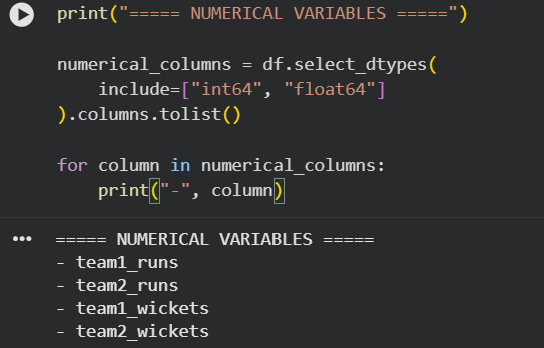 print("===== NUMERICAL VARIABLES =====")
numerical_columns = df.select_dtypes(
    include=["int64", "float64"]
).columns.tolist()
for column in numerical_columns:
    print("-", column)
===== NUMERICAL VARIABLES =====
- team1_runs
- team2_runs
- team1_wickets
- team2_wickets